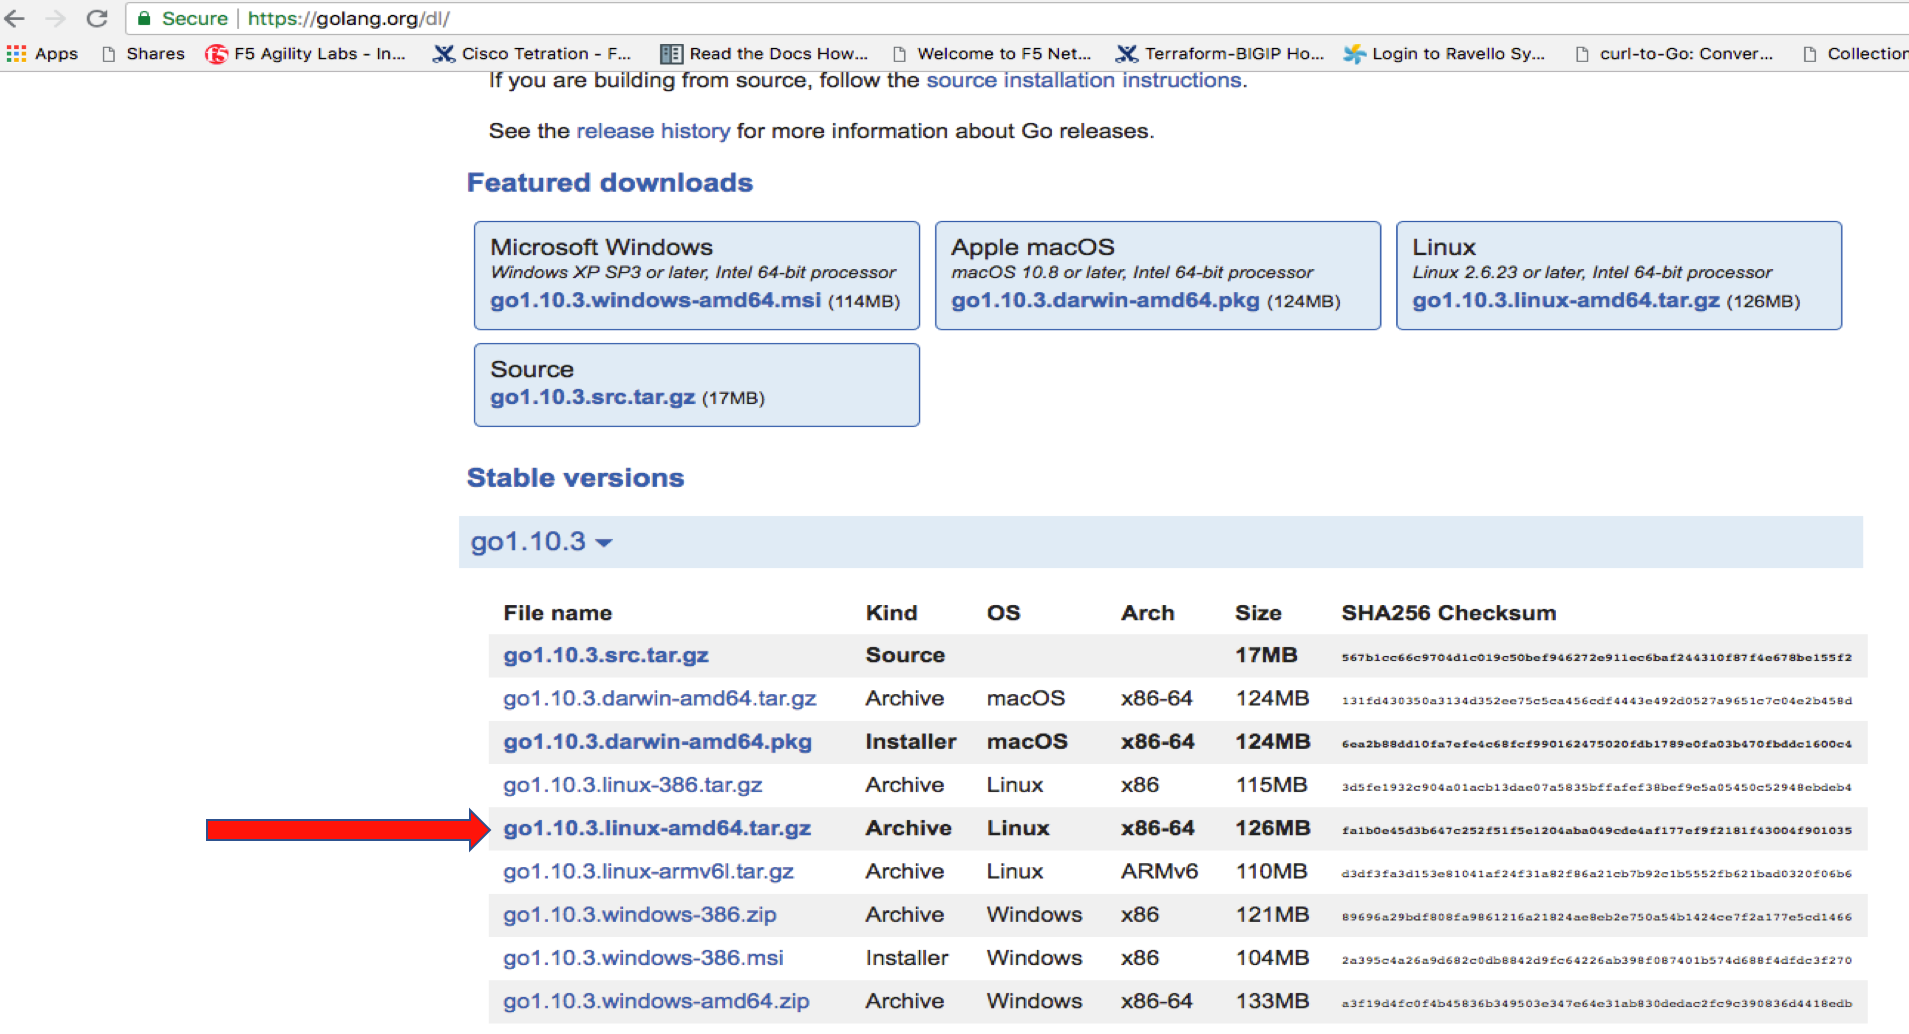 Secure | https://golang.org/dl/
Apps Shares F5 Agility Labs - In... Cisco Tetration - F... Read the Docs How... Welcome to F5 Net... Terraform-BIGIP Ho... Login to Ravello Sy... curl-to-Go: Conver... Collection
If you are building from source, follow the source installation instructions.
See the release history for more information about Go releases.
Featured downloads
Microsoft Windows
Windows XP SP3 or later, Intel 64-bit processor
go1.10.3.windows-amd64.msi (114MB)
Apple macOS
macOS 10.8 or later, Intel 64-bit processor
go1.10.3.darwin-amd64.pkg (124MB)
Linux
Linux 2.6.23 or later, Intel 64-bit processor
go1.10.3.linux-amd64.tar.gz (126MB)
Source
go1.10.3.src.tar.gz (17MB)
Stable versions
go1.10.3
File name Kind OS Arch Size SHA256 Checksum
go1.10.3.src.tar.gz Source 17MB 567b1cc66c9704d1c019c50bef946272e911ec6baf244310f87f4e678be155f2
go1.10.3.darwin-amd64.tar.gz Archive macOS x86-64 124MB 131fd430350a3134d352ee75c5ca456cdf4443e492d0527a9651c7c04e2b458d
go1.10.3.darwin-amd64.pkg Installer macOS x86-64 124MB 6ea2b88dd10fa7efe4c68fcf990162475020fdb1789e0fa03b470fbddc1600c4
go1.10.3.linux-386.tar.gz Archive Linux x86 115MB 3d5fe1932c904a01acb13dae07a5835bffafef38bef9e5a05450c52948ebdeb4
go1.10.3.linux-amd64.tar.gz Archive Linux x86-64 126MB fa1b0e45d3b647c252f51f5e1204aba049cde4af177ef9f2181f43004f901035
go1.10.3.linux-armv6l.tar.gz Archive Linux ARMv6 110MB d3df3fa3d153e81041af24f31a82f86a21cb7b92c1b5552fb621bad0320f06b6
go1.10.3.windows-386.zip Archive Windows x86 121MB 89696a29bdf808fa9861216a21824ae8eb2e750a54b1424ce7f2a177e5cd1466
go1.10.3.windows-386.msi Installer Windows x86 104MB 2a395c4a26a9d682c0db8842d9fc64226ab398f087401b574d688f4dfdc3f270
go1.10.3.windows-amd64.zip Archive Windows x86-64 133MB a3f19d4fc0f4b45836b349503e347e64e31ab830dedac2fc9c390836d4418edb